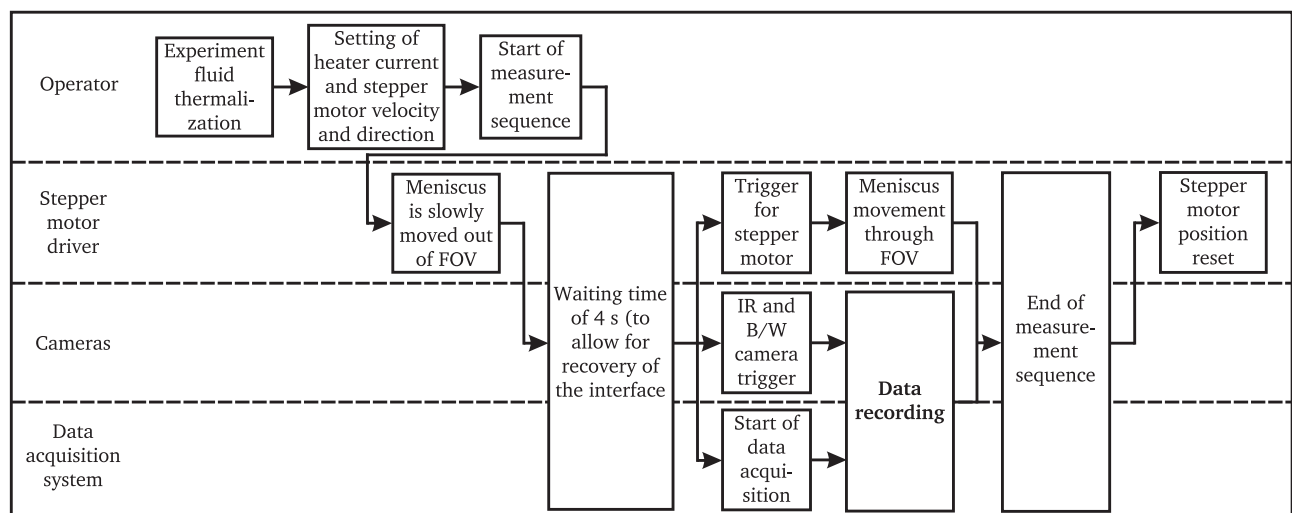 Operator
Experiment
fluid
thermali-
zation
Setting of
heater current
and stepper
motor velocity
and direction
Start of
measure-
ment
sequence
Stepper
motor
driver
Meniscus
is slowly
moved out
of FOV
Waiting time
of 4 s (to
allow for
recovery of
the interface
Trigger
for
stepper
motor
Meniscus
movement
through
FOV
End of
measure-
ment
sequence
Stepper
motor
position
reset
Cameras
IR and
B/W
camera
trigger
Data
recording
Data
acquisition
system
Start of
data
acqui-
sition